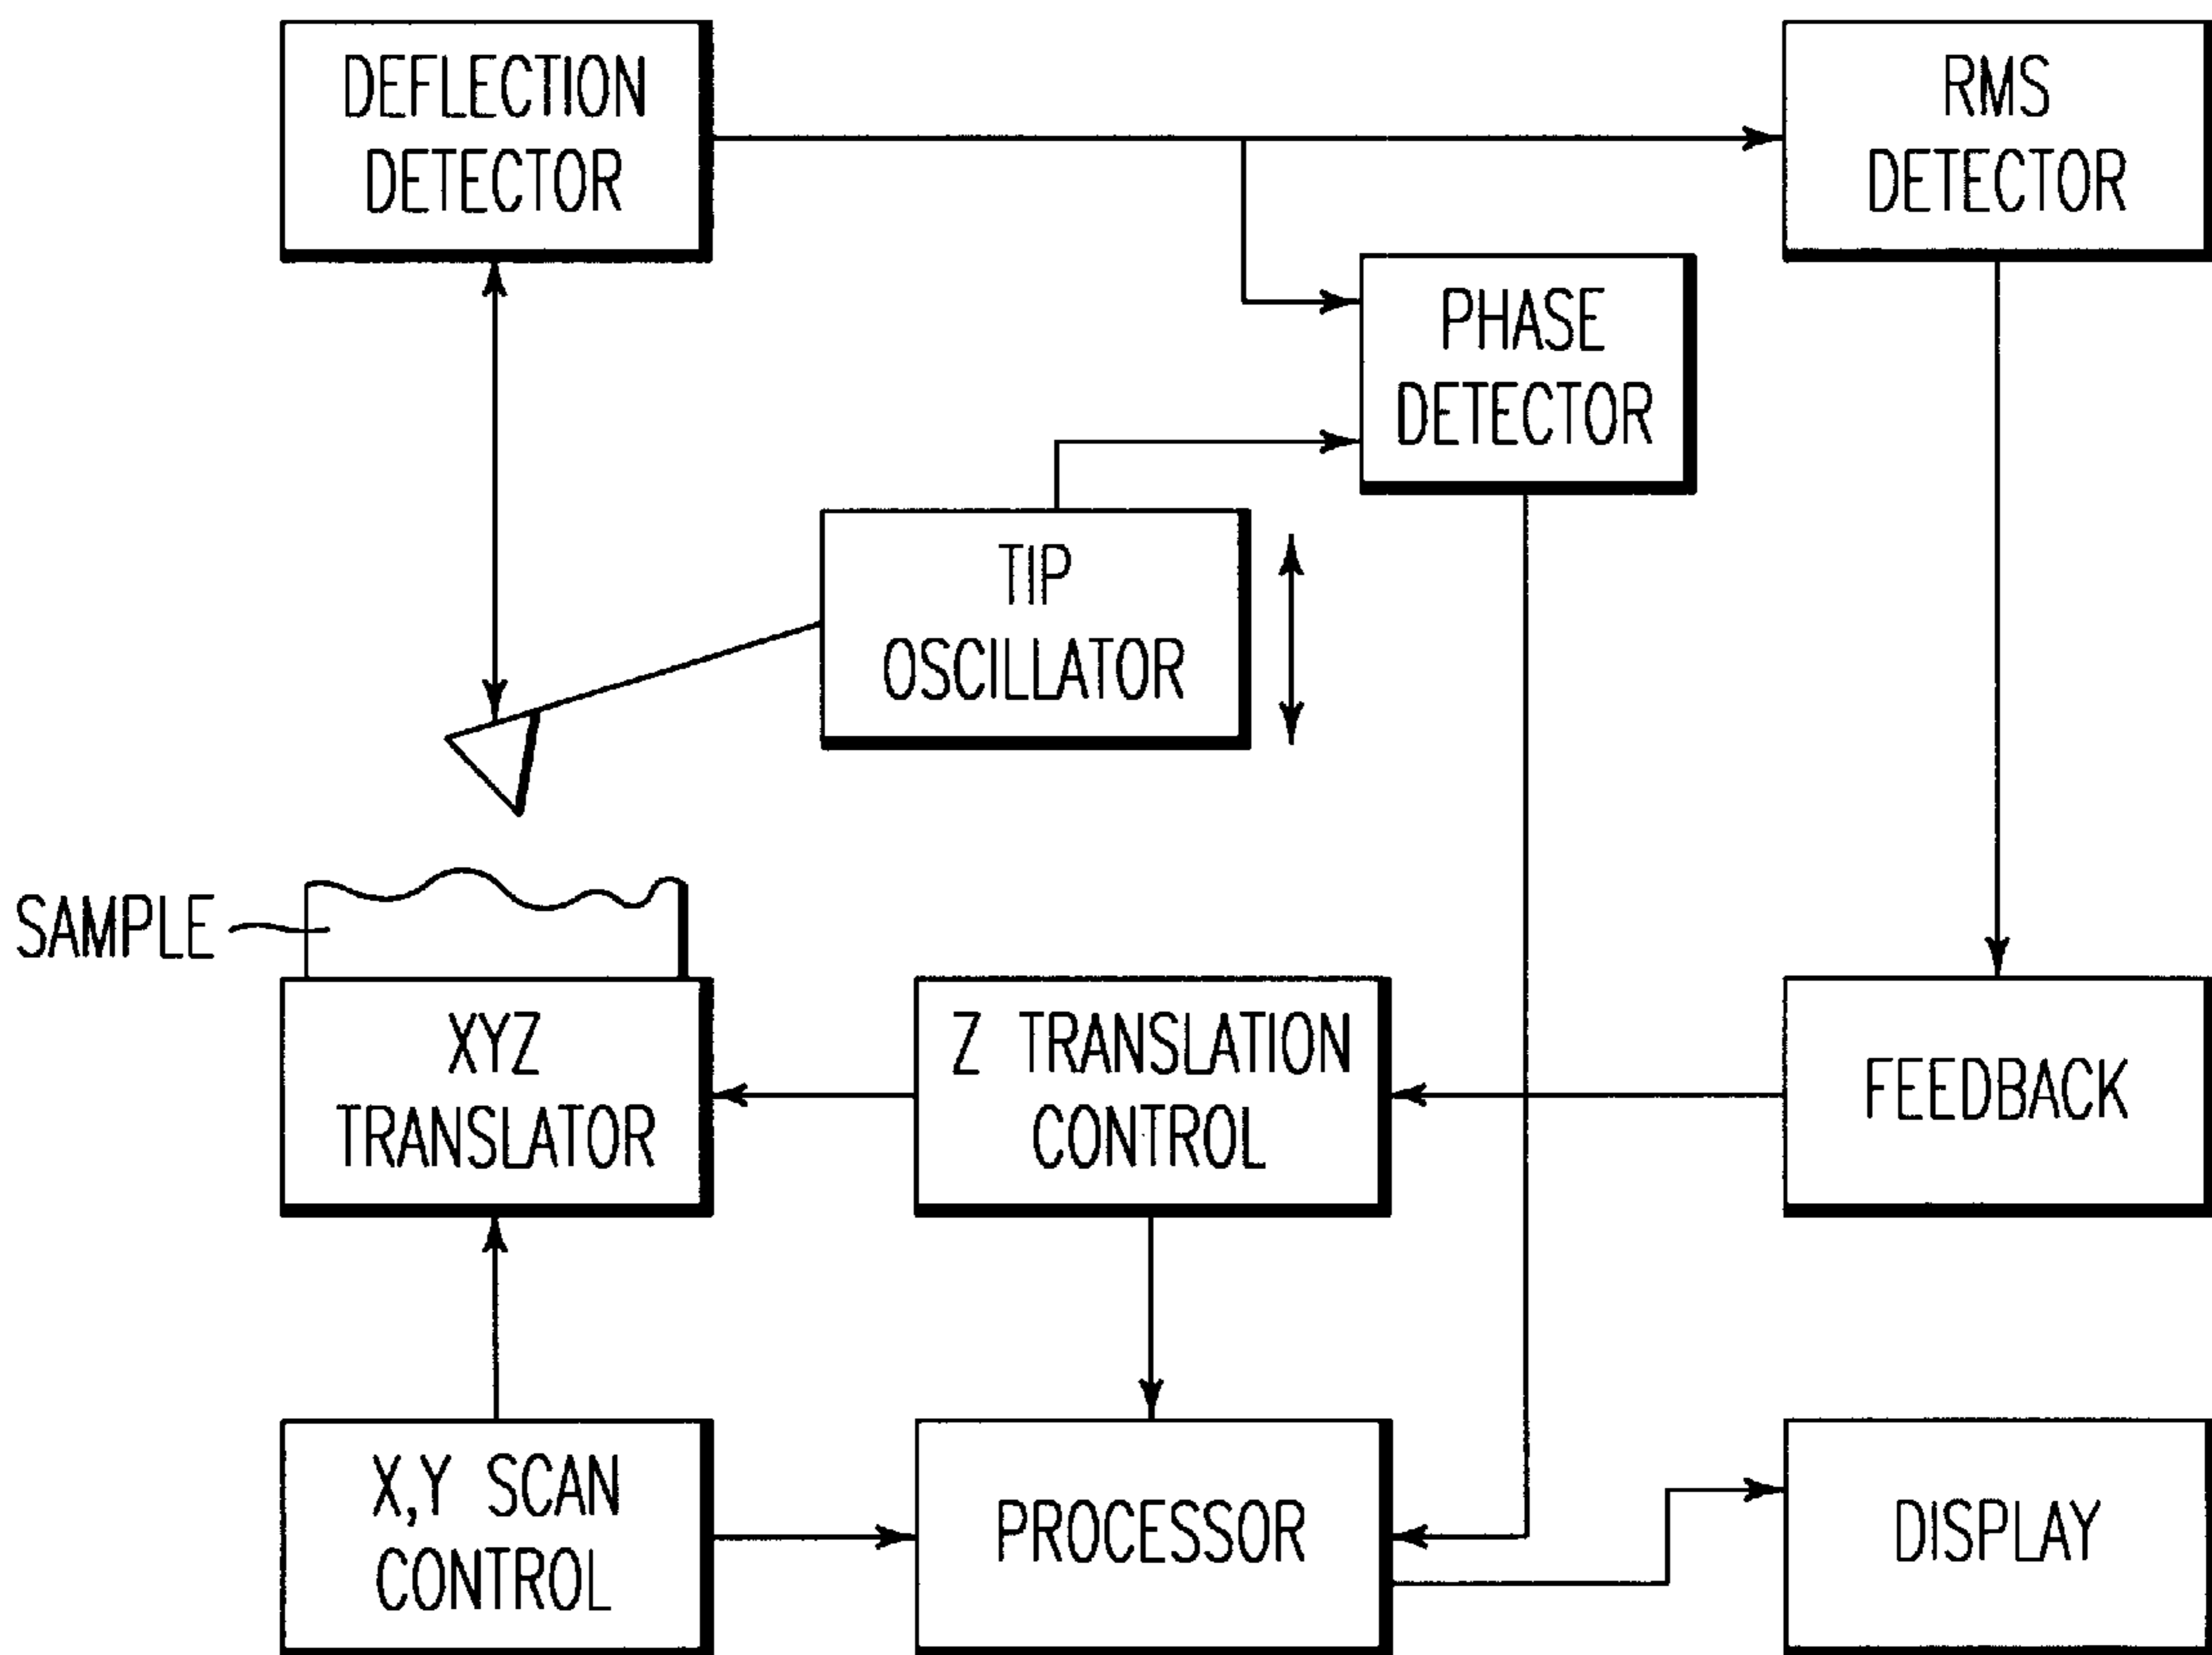 DEFLECTION
DETECTOR
RMS
DETECTOR
PHASE
DETECTOR
TIP
OSCILLATOR
SAMPLE
XYZ
TRANSLATOR
Z TRANSLATION
CONTROL
FEEDBACK
X,Y SCAN
CONTROL
PROCESSOR
DISPLAY